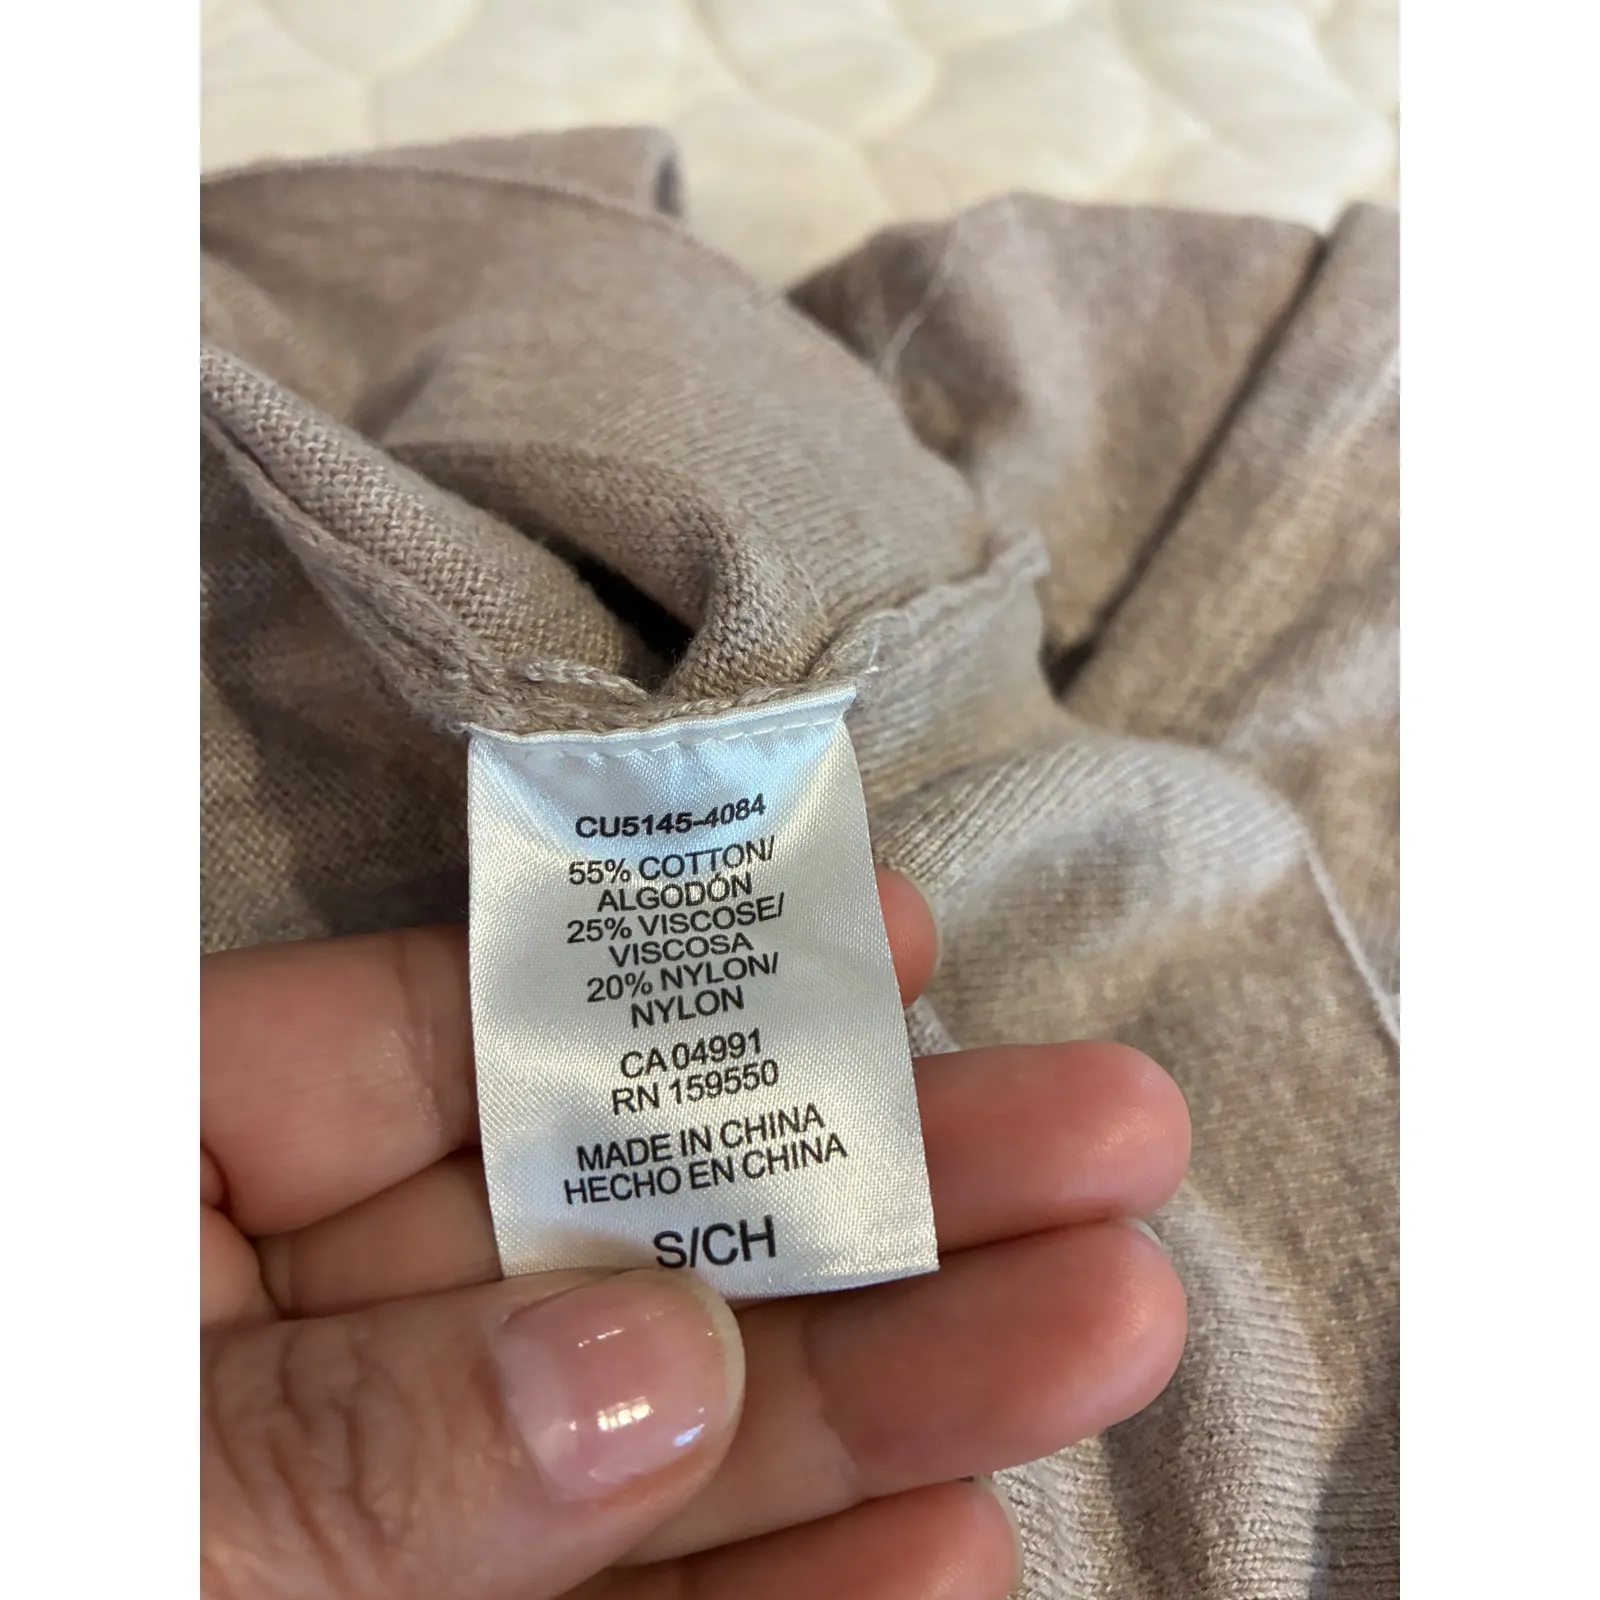 CU5145-4084
55% COTTON/
ALGODÓN
25% VISCOSE/
VISCOSA
20% NYLON/
NYLON
CA 04991
RN 159550
MADE IN CHINA
HECHO EN CHINA
S/CH